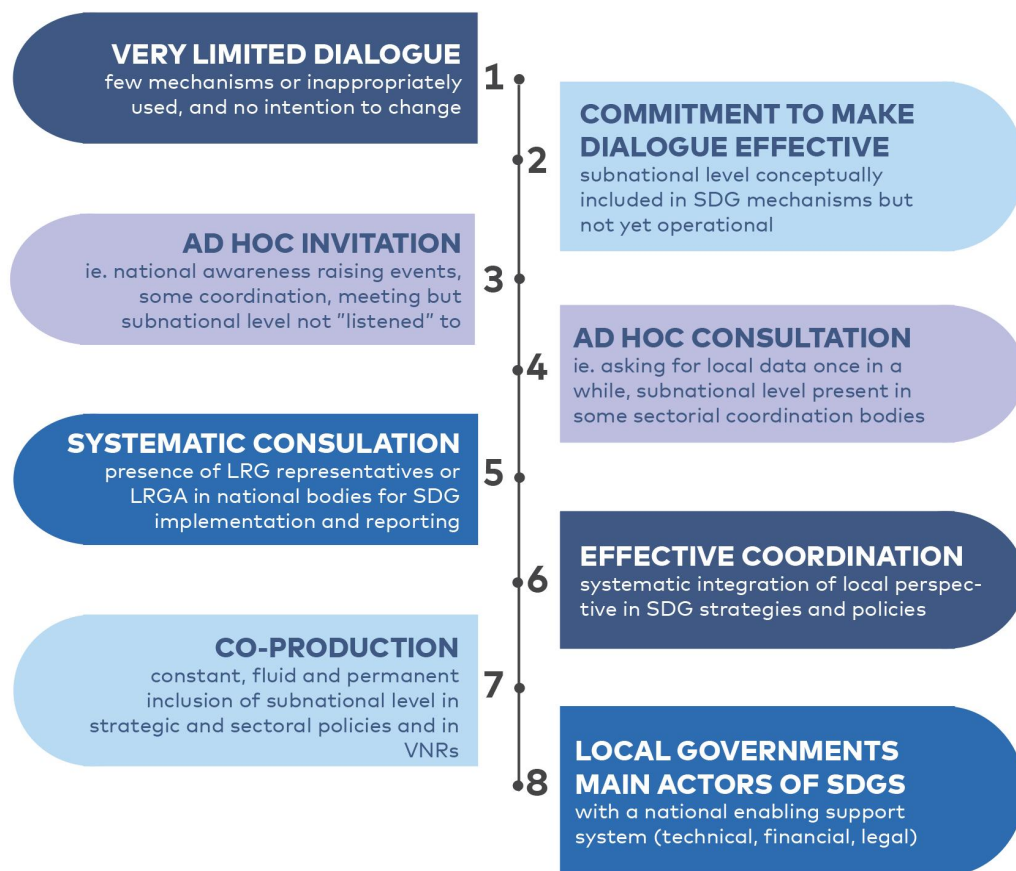 VERY LIMITED DIALOGUE
few mechanisms or inappropriately
used, and no intention to change
1
COMMITMENT TO MAKE
DIALOGUE EFFECTIVE
subnational level conceptually
included in SDG mechanisms but
not yet operational
2
AD HOC INVITATION
ie. national awareness raising events,
some coordination, meeting but
subnational level not "listened" to
3
AD HOC CONSULTATION
ie. asking for local data once in a
while, subnational level present in
some sectorial coordination bodies
4
SYSTEMATIC CONSULATION
presence of LRG representatives or
LRGA in national bodies for SDG
implementation and reporting
5
EFFECTIVE COORDINATION
systematic integration of local perspec-
tive in SDG strategies and policies
6
CO-PRODUCTION
constant, fluid and permanent
inclusion of subnational level in
strategic and sectoral policies and in
VNRs
7
LOCAL GOVERNMENTS
MAIN ACTORS OF SDGS
with a national enabling support
system (technical, financial, legal)
8